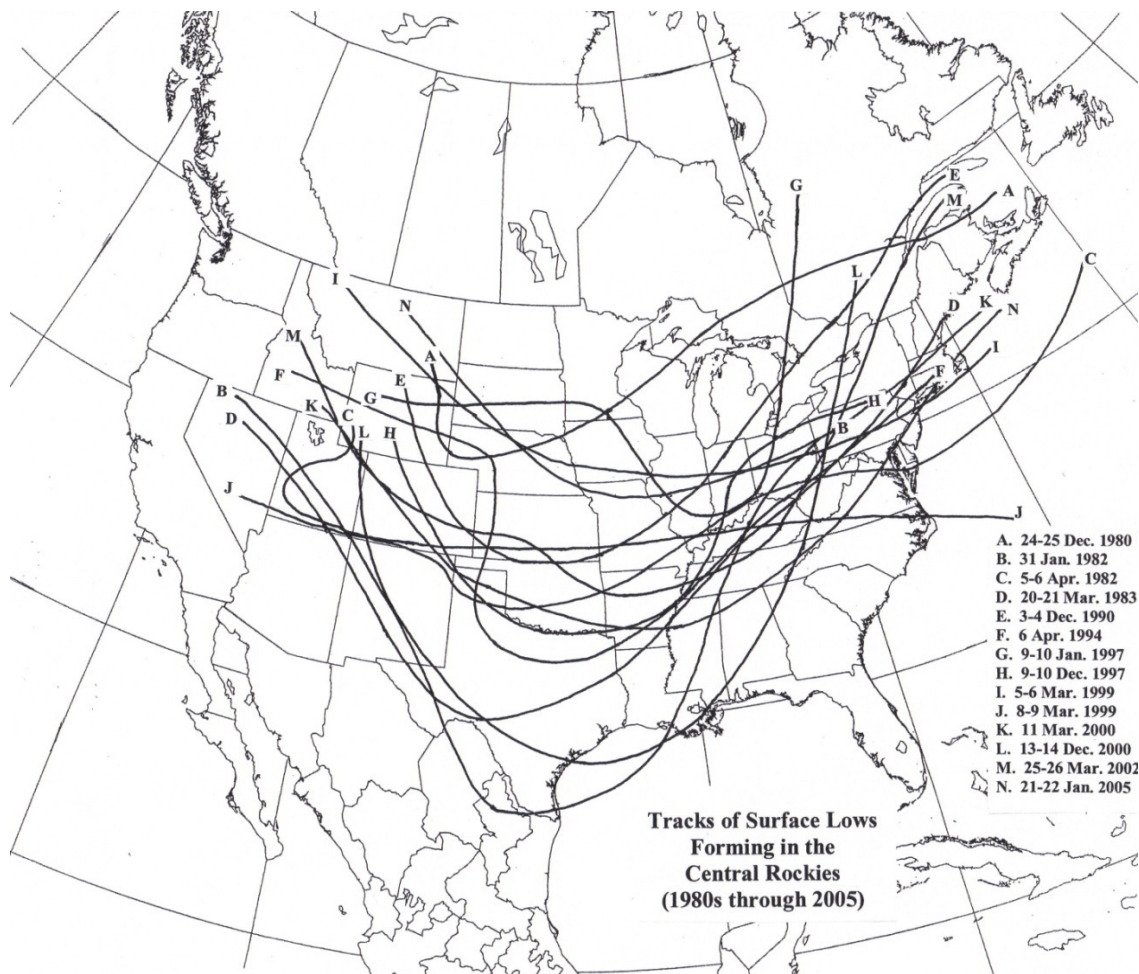 G
E
A
M
C
L
I
N
D
K
N
M
I
A
F
E
F
B
G
H
K
C
D
L
H
B
J
J
A. 24-25 Dec. 1980
B. 31 Jan. 1982
C. 5-6 Apr. 1982
D. 20-21 Mar. 1983
E. 3-4 Dec. 1990
F. 6 Apr. 1994
G. 9-10 Jan. 1997
H. 9-10 Dec. 1997
I. 5-6 Mar. 1999
J. 8-9 Mar. 1999
K. 11 Mar. 2000
L. 13-14 Dec. 2000
M. 25-26 Mar. 2002
N. 21-22 Jan. 2005
Tracks of Surface Lows
Forming in the
Central Rockies
(1980s through 2005)